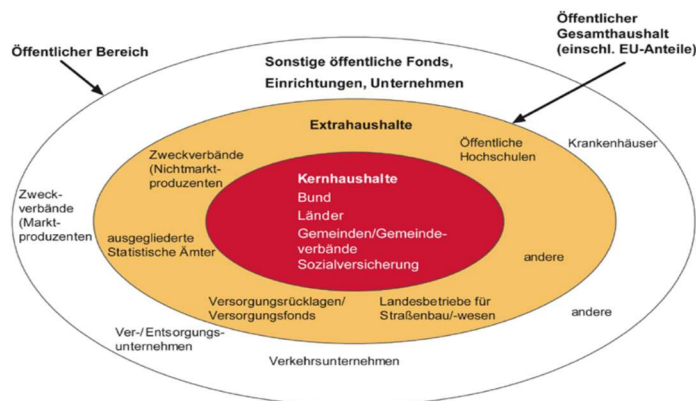 Öffentlicher
Gesamthaushalt
(einschl. EU-Anteile)
Öffentlicher Bereich
Sonstige öffentliche Fonds,
Einrichtungen, Unternehmen
Extrahaushalte
Öffentliche
Hochschulen
Krankenhäuser
Zweckverbände
(Nichtmarkt-
produzenten
Kernhaushalte
Bund
Länder
Gemeinden/Gemeinde-
verbände
Sozialversicherung
Zweck-
verbände
(Markt-
produzenten
ausgegliederte
Statistische Ämter
andere
Versorgungsrücklagen/
Versorgungsfonds
Landesbetriebe für
Straßenbau/-wesen
andere
Ver-/Entsorgungs-
unternehmen
Verkehrsunternehmen